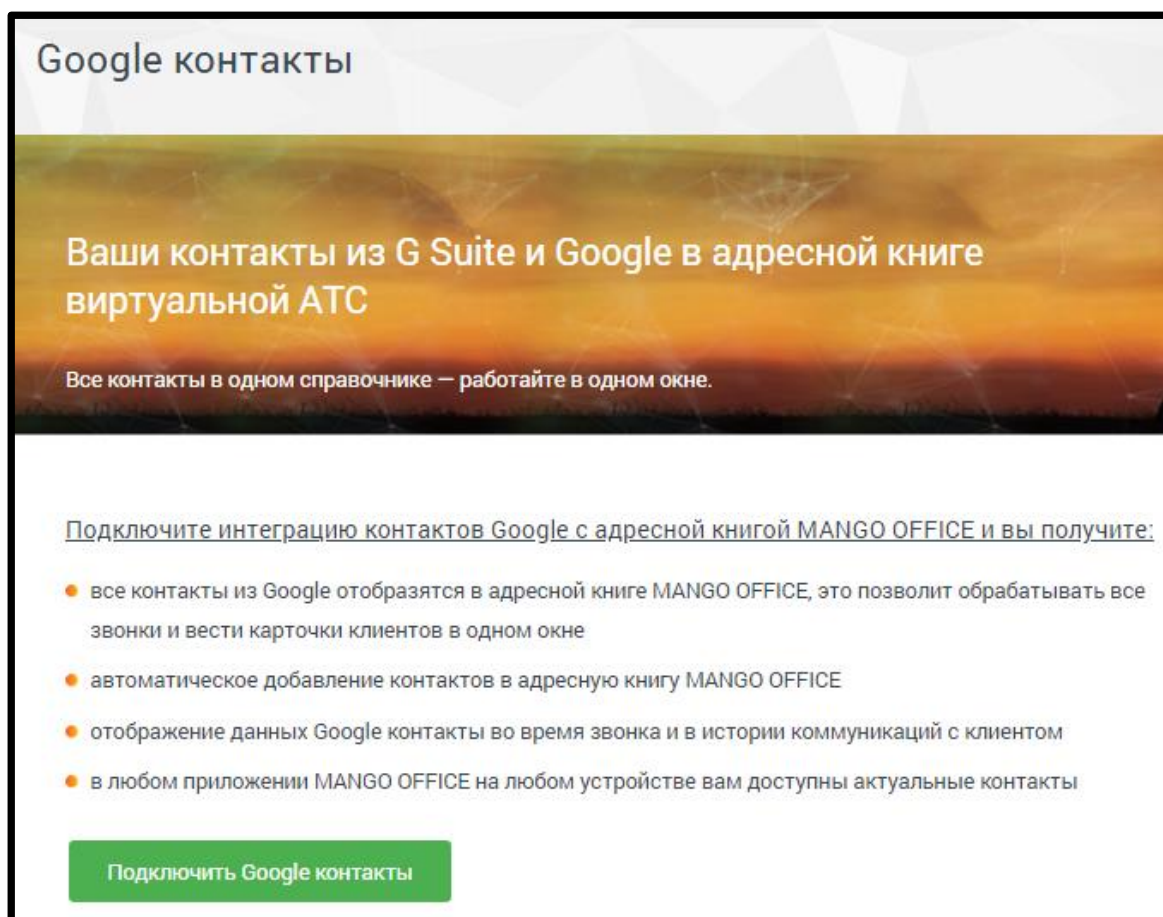 Google контакты
Ваши контакты из G Suite и Google в адресной книге
виртуальной АТС
Все контакты в одном справочнике — работайте в одном окне.
Подключите интеграцию контактов Google с адресной книгой MANGO OFFICE и вы получите:
все контакты из Google отобразятся в адресной книге MANGO OFFICE, это позволит обрабатывать все
звонки и вести карточки клиентов в одном окне
автоматическое добавление контактов в адресную книгу MANGO OFFICE
отображение данных Google контакты во время звонка и в истории коммуникаций с клиентом
в любом приложении MANGO OFFICE на любом устройстве вам доступны актуальные контакты
Подключить Google контакты